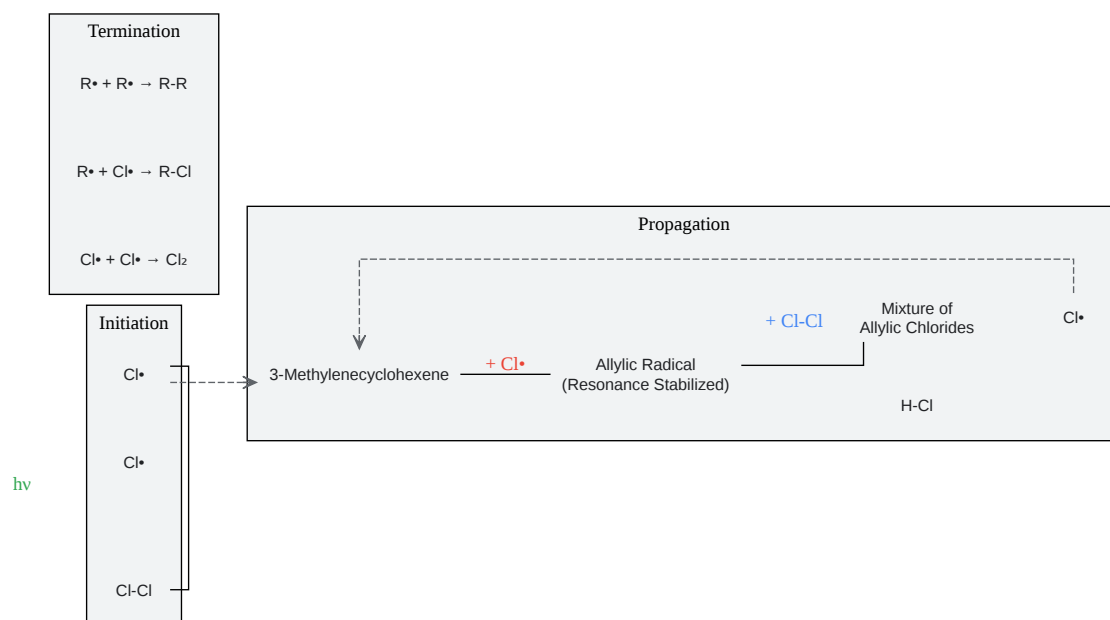 Termination
R• + R• → R-R
R• + Cl• → R-Cl
Cl• + Cl• → Cl₂
Initiation
Cl•
Cl•
hν
Cl-Cl
Propagation
3-Methylenecyclohexene
+ Cl•
Allylic Radical
(Resonance Stabilized)
+ Cl-Cl
Mixture of
Allylic Chlorides
Cl•
H-Cl